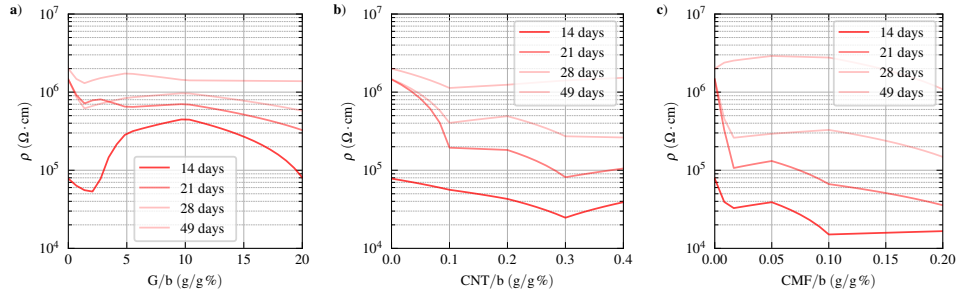 a)
10^7
10^6
10^5
10^4
ρ (Ω · cm)
14 days
21 days
28 days
49 days
0 5 10 15 20
G/b (g/g %)
b)
10^7
10^6
10^5
10^4
ρ (Ω · cm)
14 days
21 days
28 days
49 days
0.0 0.1 0.2 0.3 0.4
CNT/b (g/g %)
c)
10^7
10^6
10^5
10^4
ρ (Ω · cm)
14 days
21 days
28 days
49 days
0.00 0.05 0.10 0.15 0.20
CMF/b (g/g %)